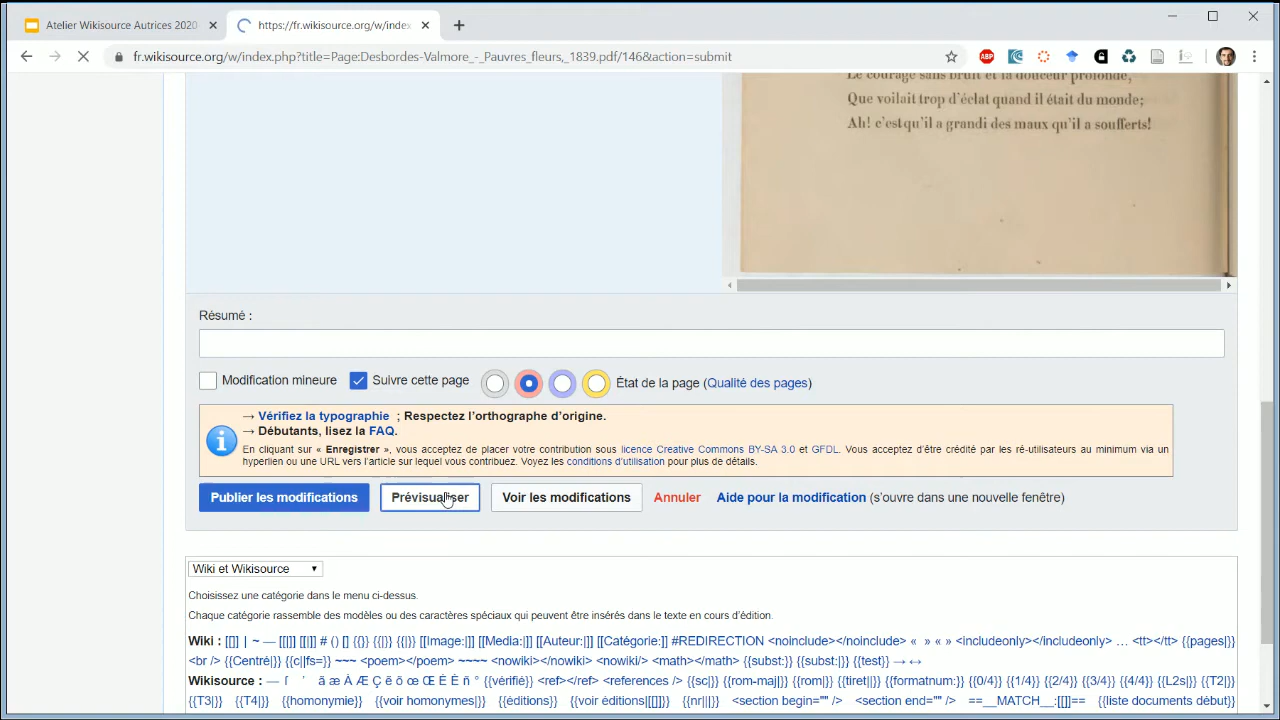 Atelier Wikisource Autrices 2020
https://fr.wikisource.org/w/index
fr.wikisource.org/w/index.php?title=Page:Desbordes-Valmore_-_Pauvres_fleurs,_1839.pdf/146&action=submit
ABP
Le courage sans bruit et la douceur profonde,
Que voilait trop d'éclat quand il était du monde;
Ah! c'est qu'il a grandi des maux qu'il a soufferts!
Résumé :
Modification mineure
Suivre cette page
État de la page (Qualité des pages)
→ Vérifiez la typographie ; Respectez l'orthographe d'origine.
→ Débutants, lisez la FAQ.
En cliquant sur « Enregistrer », vous acceptez de placer votre contribution sous licence Creative Commons BY-SA 3.0 et GFDL. Vous acceptez d'être crédité par les ré-utilisateurs au minimum via un
hyperlien ou une URL vers l'article sur lequel vous contribuez. Voyez les conditions d'utilisation pour plus de détails.
Publier les modifications
Prévisualiser
Voir les modifications
Annuler
Aide pour la modification (s'ouvre dans une nouvelle fenêtre)
Wiki et Wikisource
Choisissez une catégorie dans le menu ci-dessus.
Chaque catégorie rassemble des modèles ou des caractères spéciaux qui peuvent être insérés dans le texte en cours d'édition.
Wiki : [[]] | ~ — [[|]] [[|]] # () [] {{}} {{|}} {{|}} [[Image:|]] [[Media:|]] [[Auteur:|]] [[Catégorie:]] #REDIRECTION <noinclude></noinclude> « » « » <includeonly></includeonly> … <tt></tt> {{pages|}}
<br /> {{Centré|}} {{c||fs=}} ~~~ <poem></poem> ~~~~ <nowiki></nowiki> <nowiki/> <math></math> {{subst:}} {{subst:|}} {{test}} → ↔
Wikisource : — ſ ’ ã æ À Æ Ç ẽ õ œ Œ É È ñ ° {{vérifié}} <ref></ref> <references /> {{sc|}} {{rom-maj|}} {{rom|}} {{tiret||}} {{formatnum:}} {{0/4}} {{1/4}} {{2/4}} {{3/4}} {{4/4}} {{L2s|}} {{T2|}}
{{T3|}} {{T4|}} {{homonymie}} {{voir homonymes}} {{éditions}} {{voir éditions|[[]]}} {{nr|||}} <section begin="" /> <section end="" /> ==__MATCH__:[[]]== {{liste documents début}}